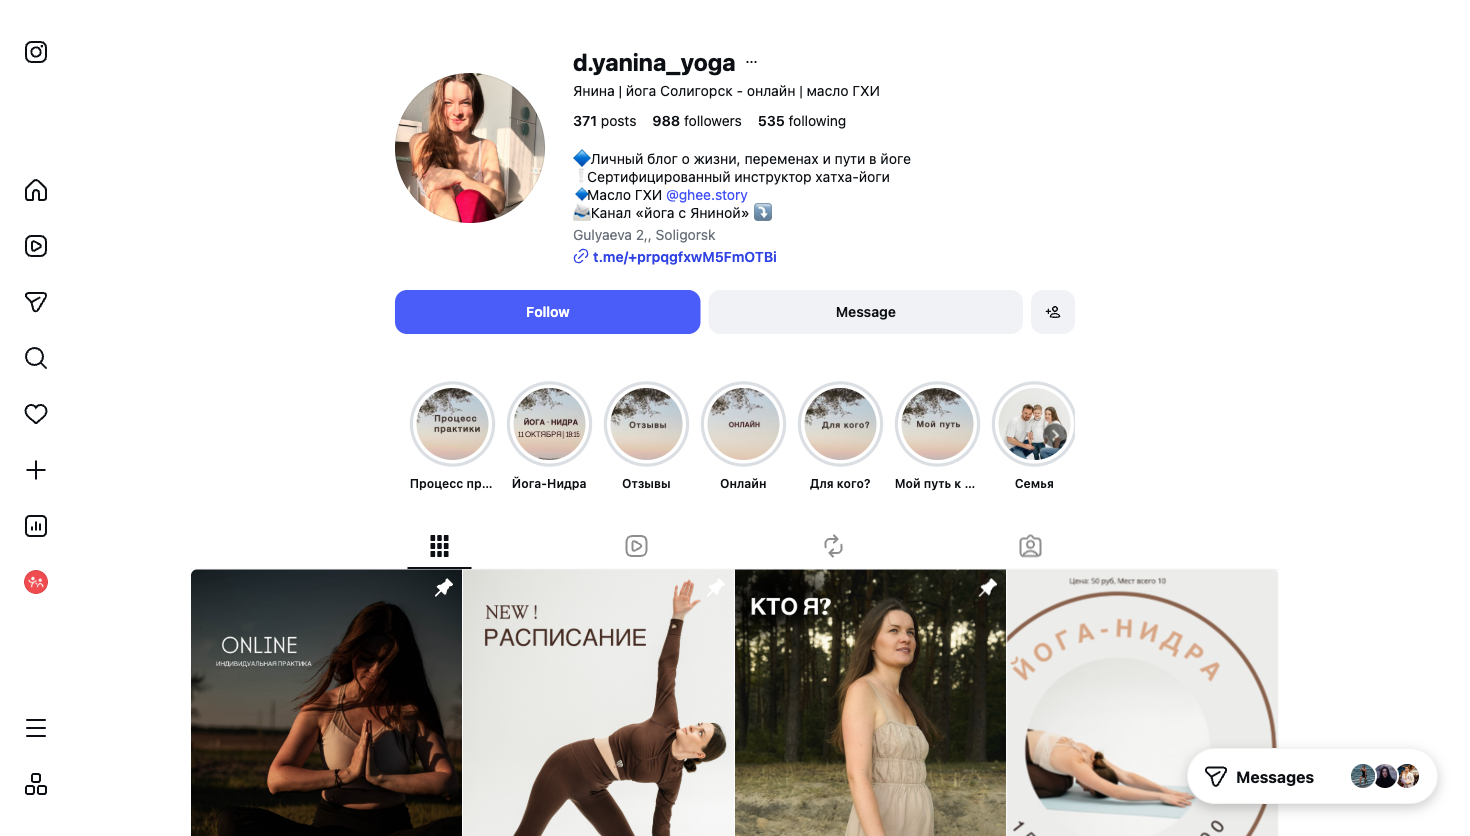 d.yanina_yoga ...
Янина | йога Солигорск - онлайн | масло ГХИ
371 posts 988 followers 535 following
Личный блог о жизни, переменах и пути в йоге
Сертифицированный инструктор хатха-йоги
Масло ГХИ @ghee.story
Канал «йога с Яниной»
Gulyaeva 2,, Soligorsk
t.me/+prpqgfxwM5FmOTBi
Follow
Message
Процесс
практики
ЙОГА - НИДРА
11 ОКТЯБРЯ | 18:15
Отзывы
ОНЛАЙН
Для кого?
Мой путь
Процесс пр...
Йога-Нидра
Отзывы
Онлайн
Для кого?
Мой путь к ...
Семья
ONLINE
ИНДИВИДУАЛЬНАЯ ПРАКТИКА
NEW !
РАСПИСАНИЕ
КТО Я?
Цена: 50 руб, Мест всего 10
ЙОГА-НИДРА
Messages